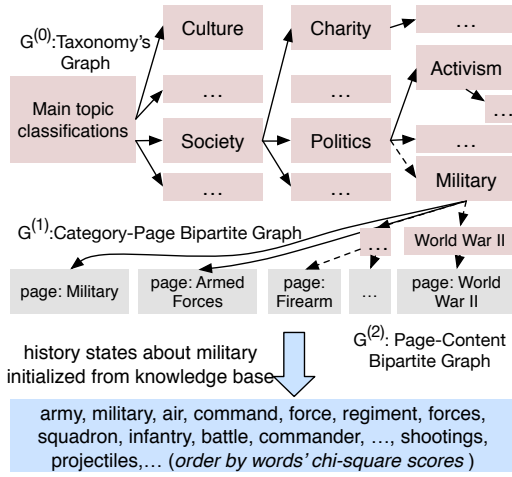 G(0):Taxonomy's
Graph
Main topic
classifications
Culture
...
Society
...
Charity
...
Politics
...
...
Activism
...
...
Military
G(1):Category-Page Bipartite Graph
...
World War II
page: Military
page: Armed
Forces
page:
Firearm
...
page: World
War II
G(2): Page-Content
Bipartite Graph
history states about military
initialized from knowledge base
army, military, air, command, force, regiment, forces,
squadron, infantry, battle, commander, ..., shootings,
projectiles,... (order by words' chi-square scores )